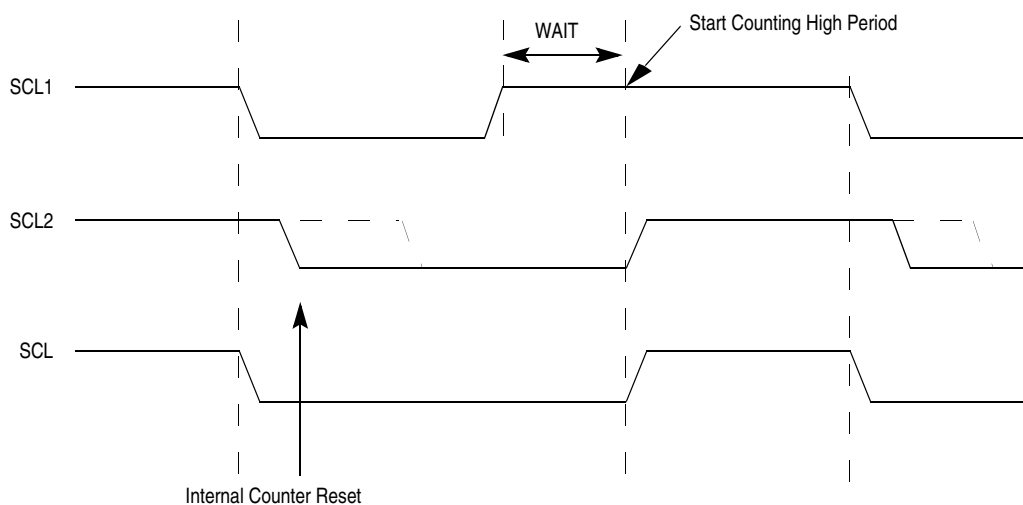 WAIT
Start Counting High Period
SCL1
SCL2
SCL
Internal Counter Reset